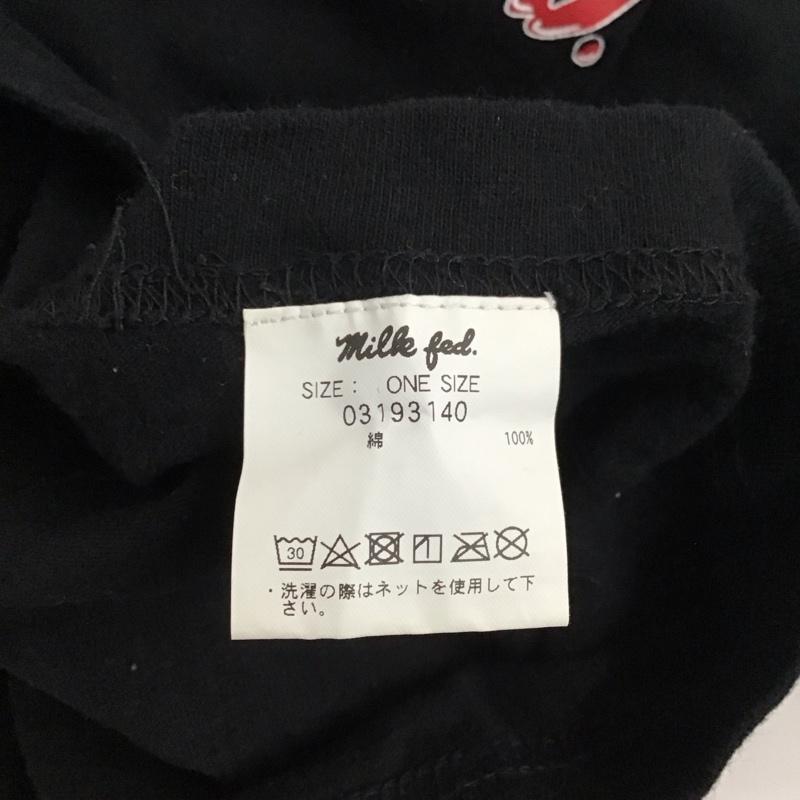 Milk fed.
SIZE : ONE SIZE
03193140
綿 100%
30
・洗濯の際はネットを使用して下
さい。